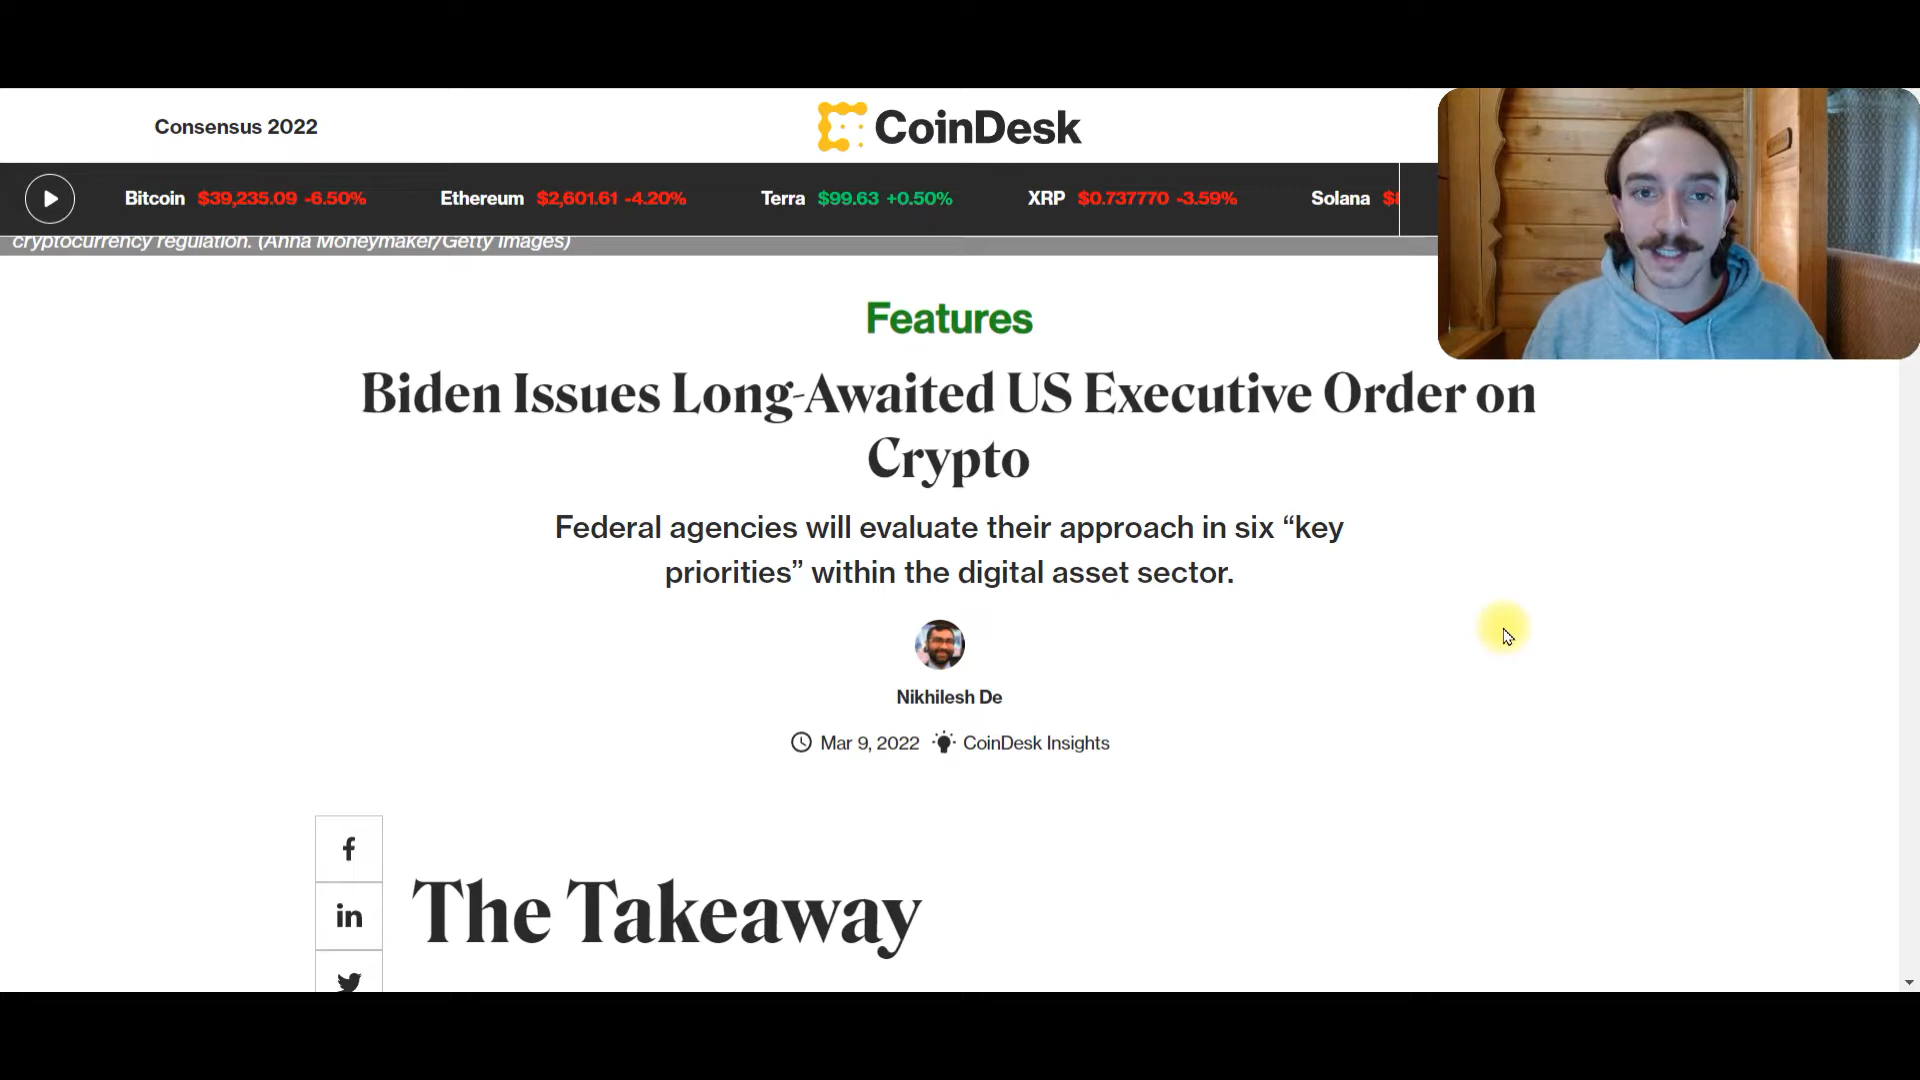 Consensus 2022
CoinDesk
Bitcoin $39,235.09 -6.50% Ethereum $2,601.61 -4.20% Terra $99.63 +0.50% XRP $0.737770 -3.59% Solana
cryptocurrency regulation. (Anna Moneymaker/Getty Images)
Features
Biden Issues Long-Awaited US Executive Order on
Crypto
Federal agencies will evaluate their approach in six “key
priorities” within the digital asset sector.
Nikhilesh De
Mar 9, 2022 CoinDesk Insights
The Takeaway